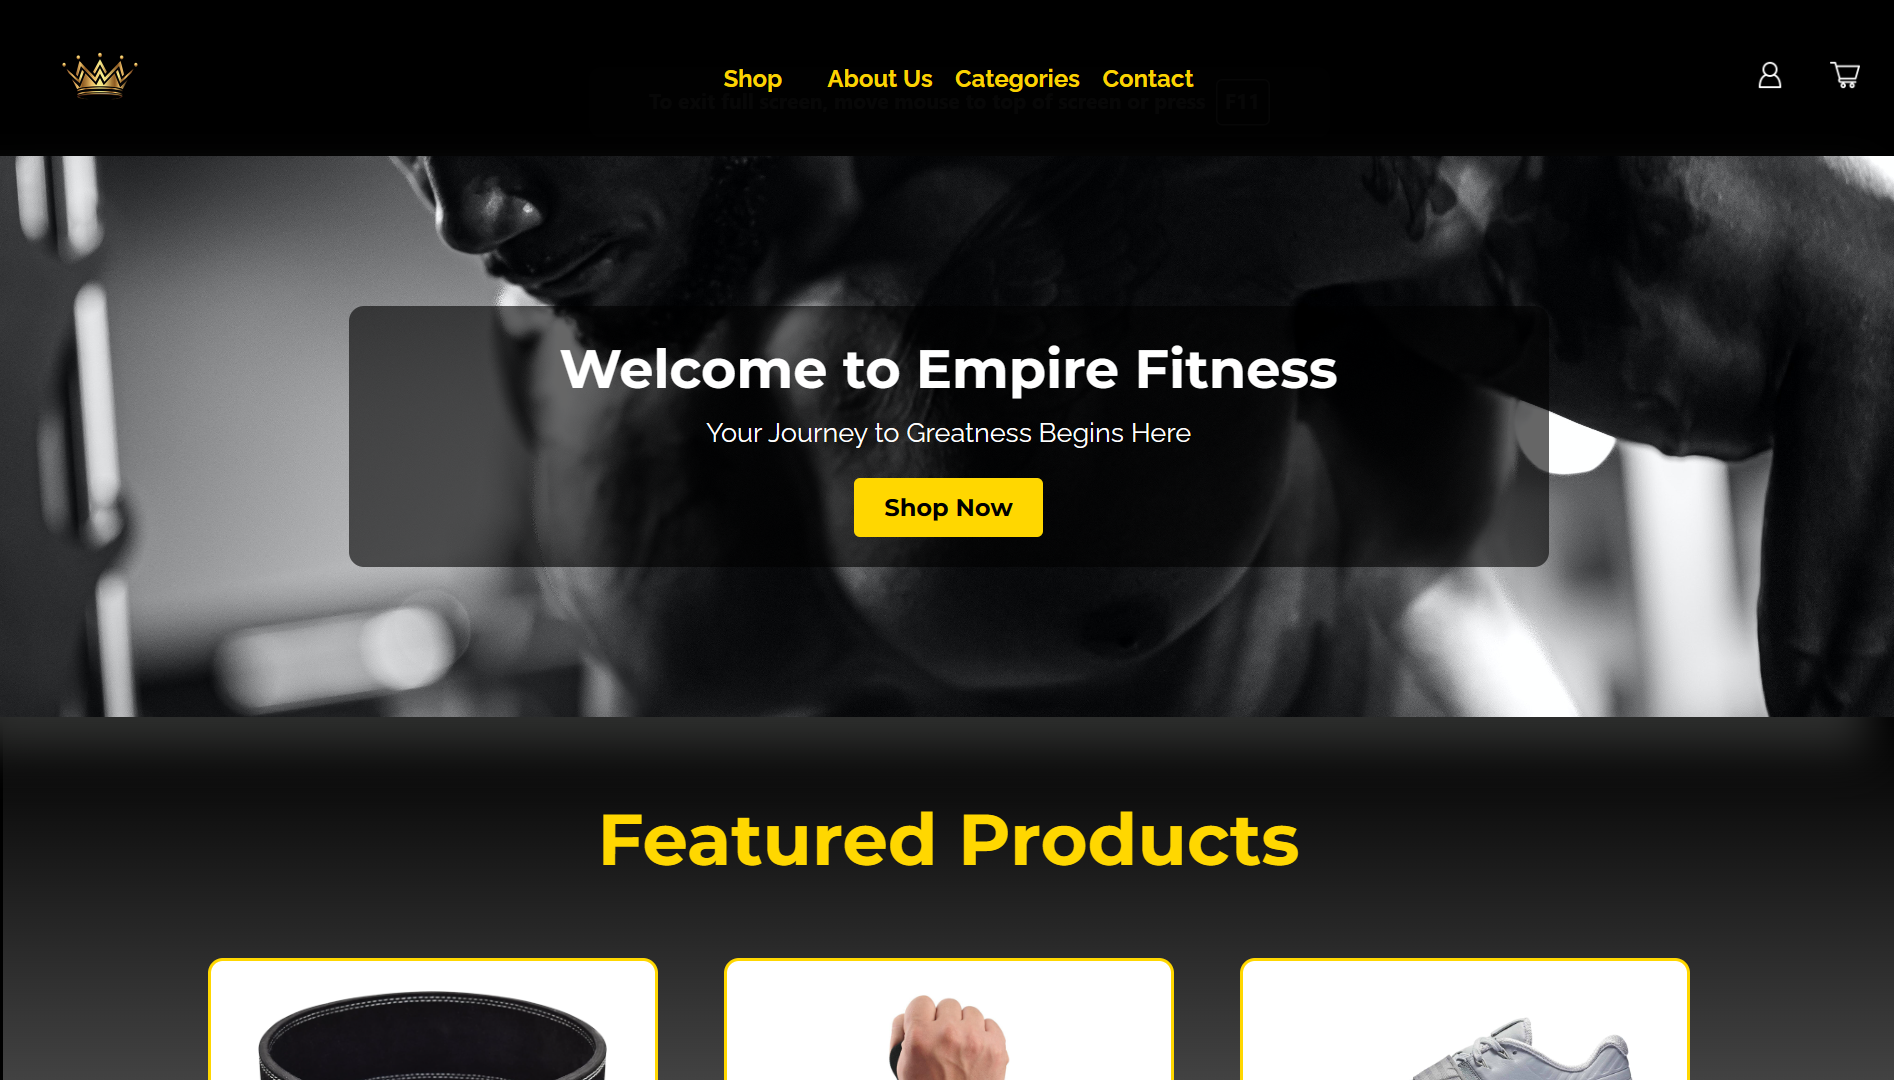 Shop About Us Categories Contact
To exit full screen, move mouse to top of screen or press F11
Welcome to Empire Fitness
Your Journey to Greatness Begins Here
Shop Now
Featured Products